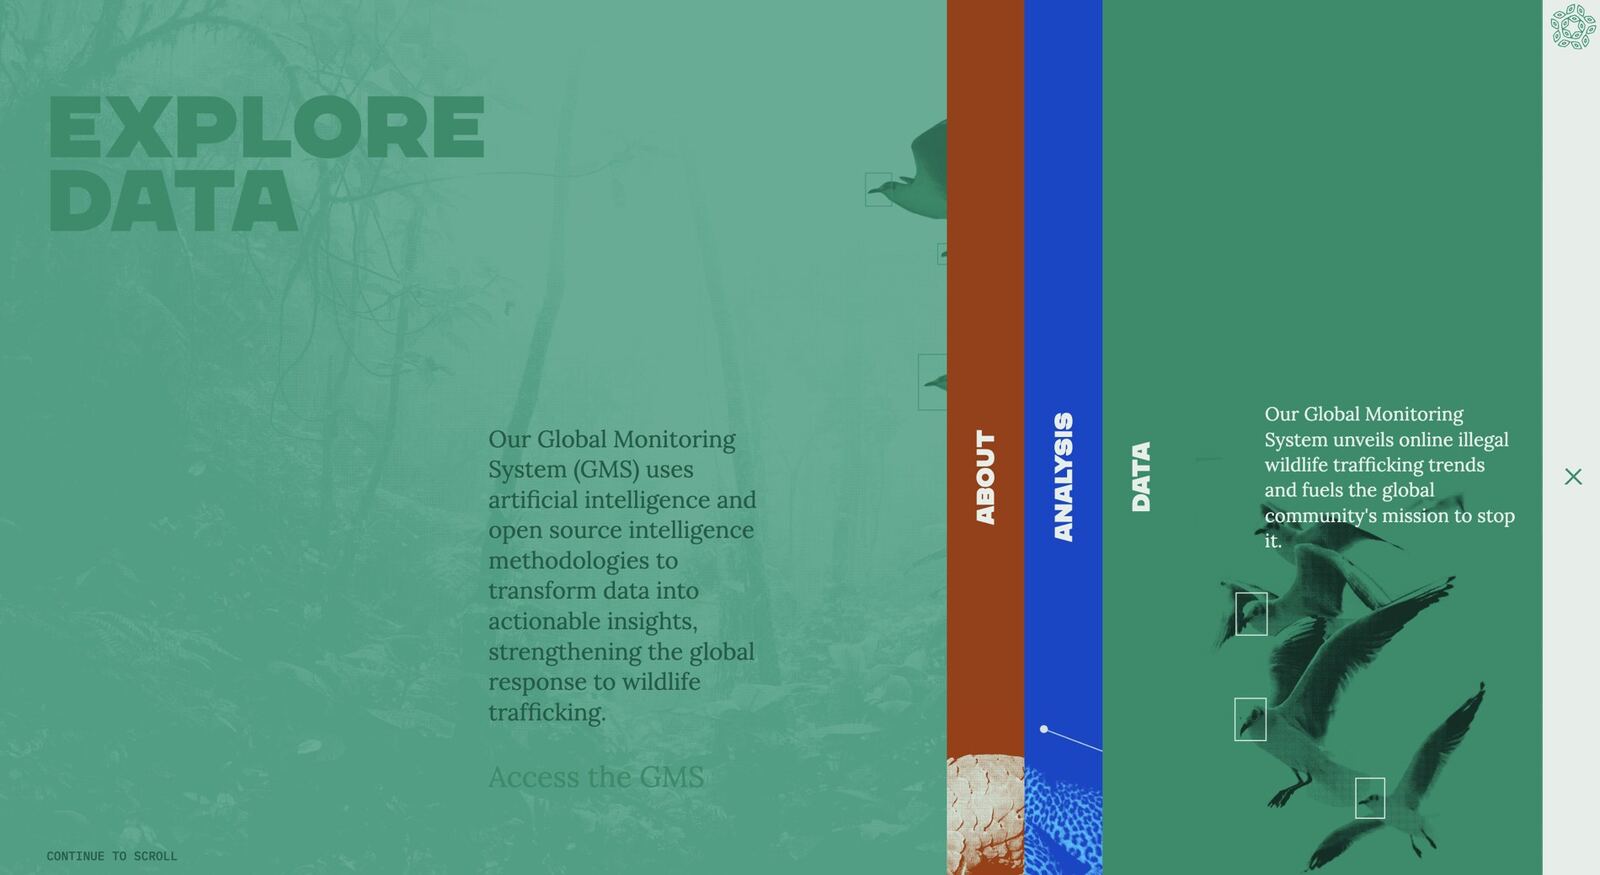 EXPLORE
DATA
Our Global Monitoring
System (GMS) uses
artificial intelligence and
open source intelligence
methodologies to
transform data into
actionable insights,
strengthening the global
response to wildlife
trafficking.
Access the GMS
CONTINUE TO SCROLL
ABOUT
ANALYSIS
DATA
Our Global Monitoring
System unveils online illegal
wildlife trafficking trends
and fuels the global
community's mission to stop
it.